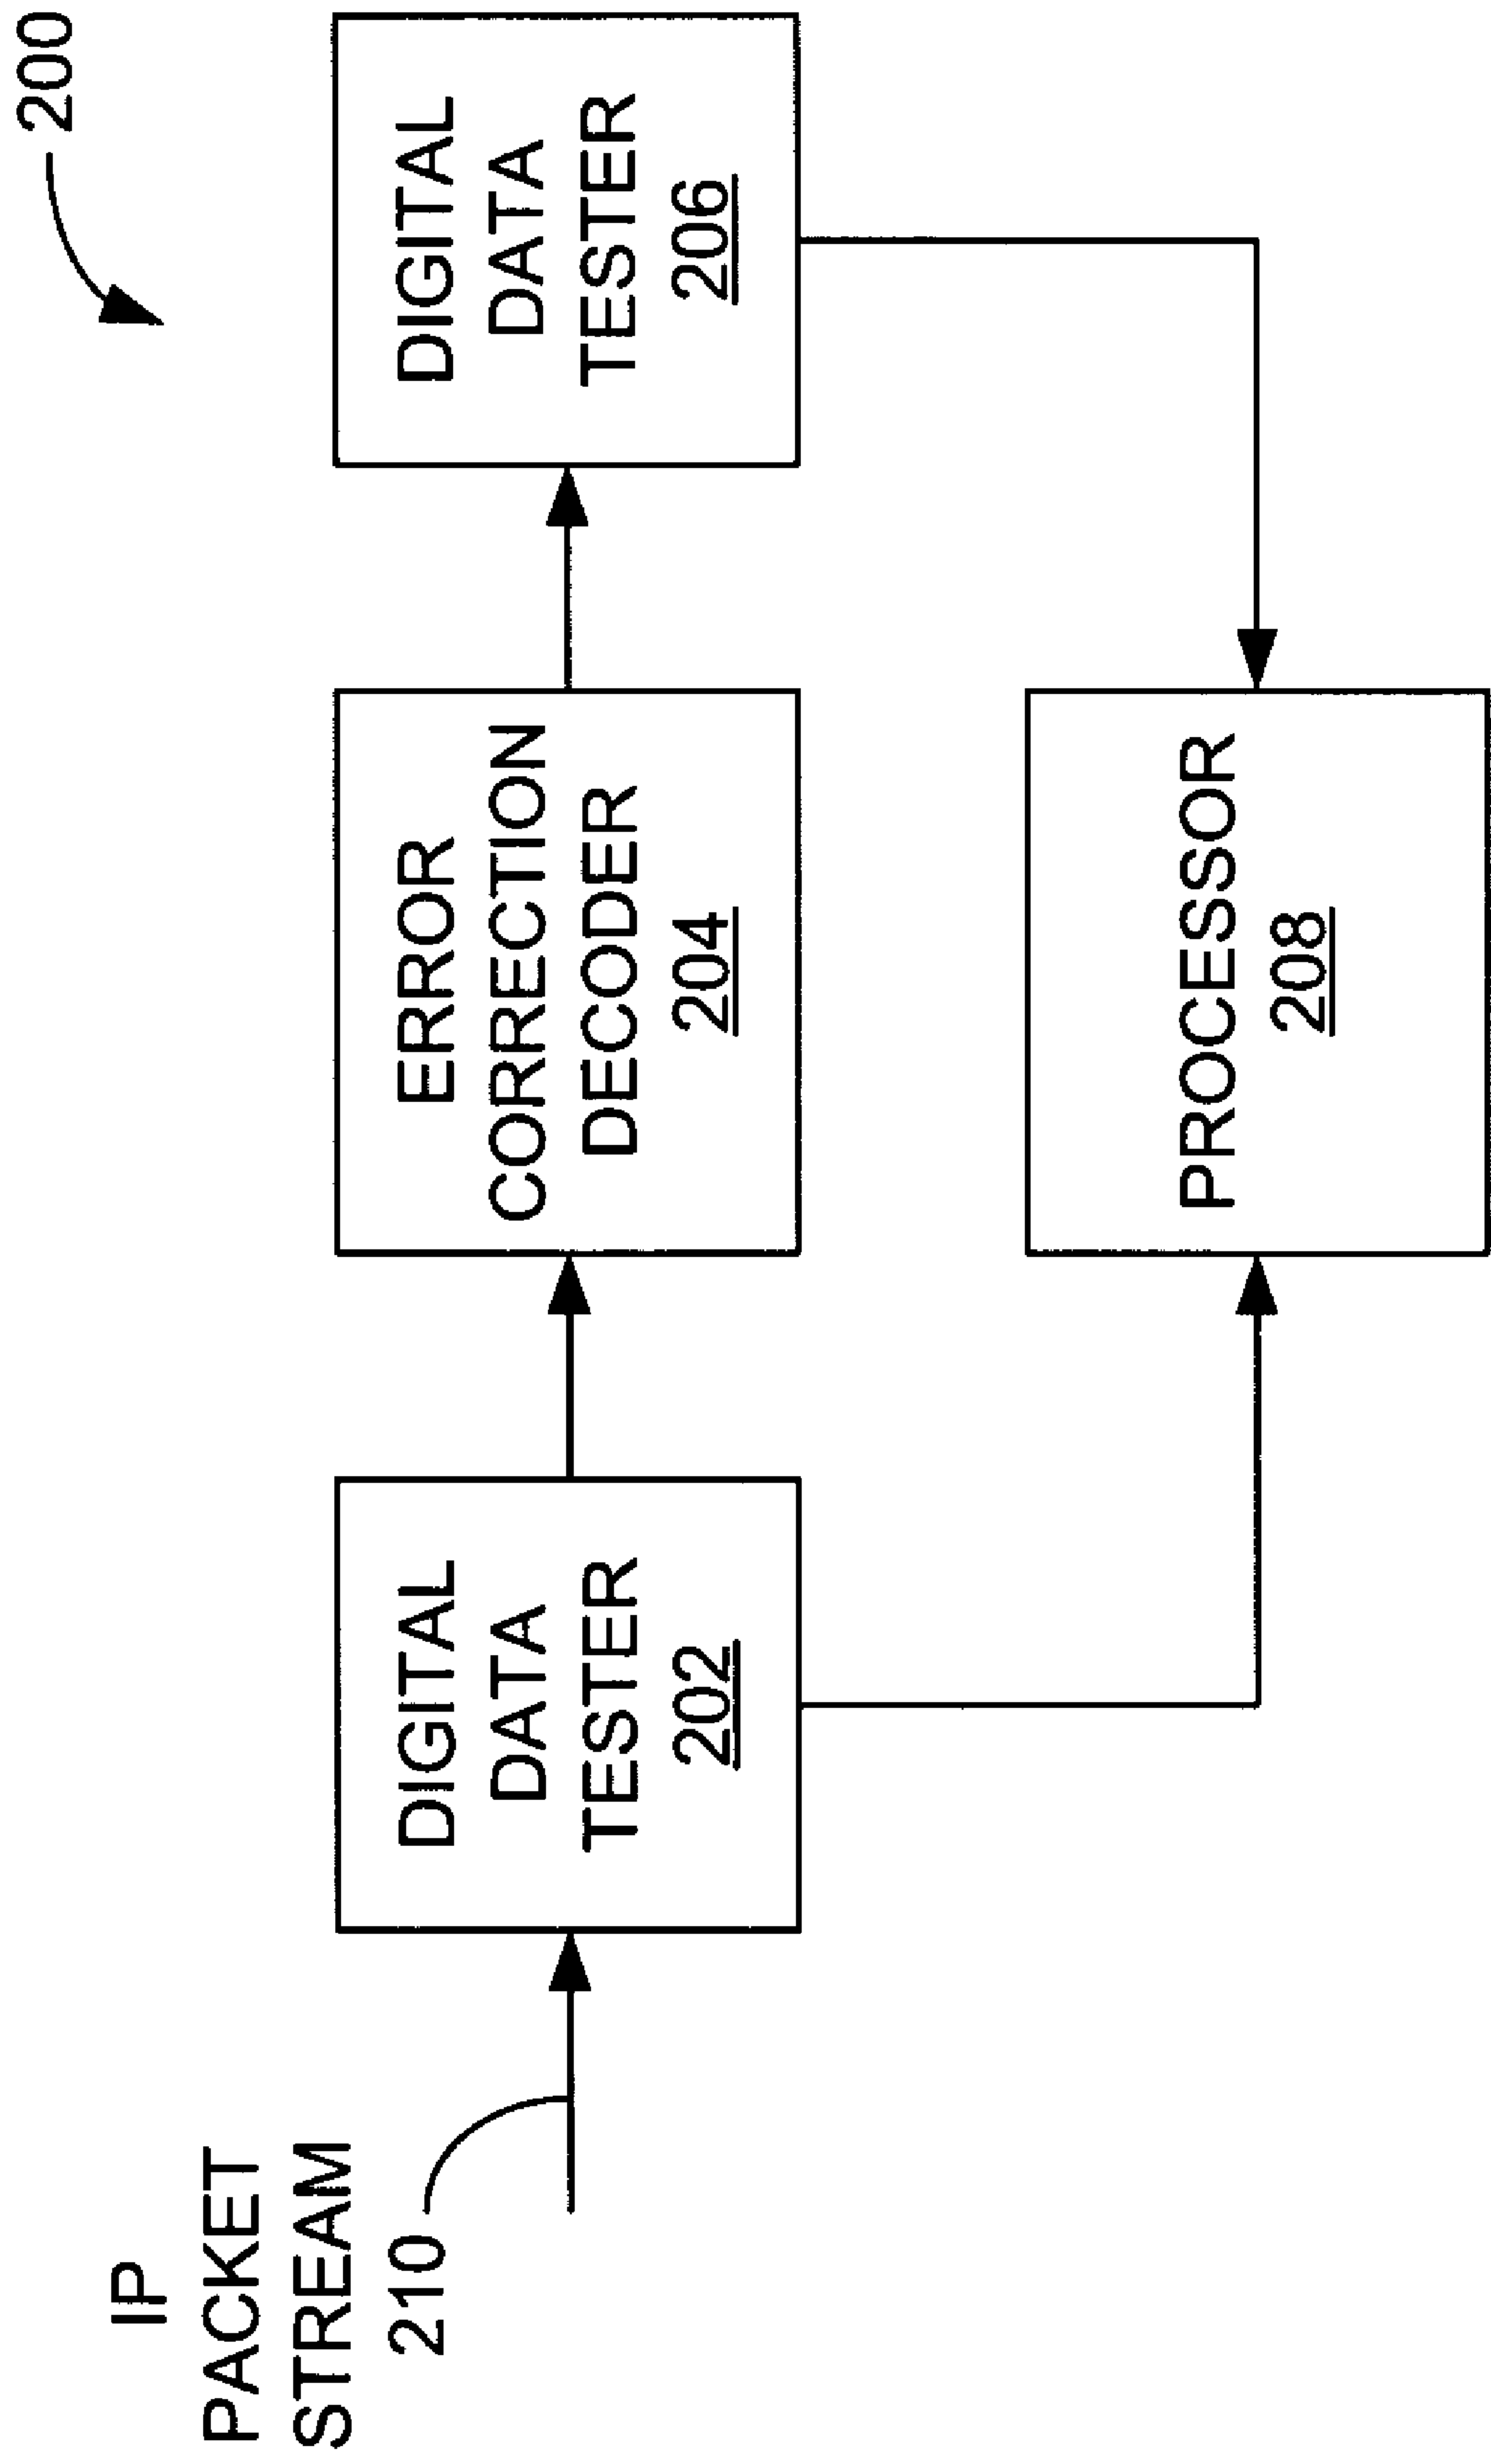 200
IP
PACKET
STREAM
210
DIGITAL
DATA
TESTER
202
ERROR
CORRECTION
DECODER
204
DIGITAL
DATA
TESTER
206
PROCESSOR
208